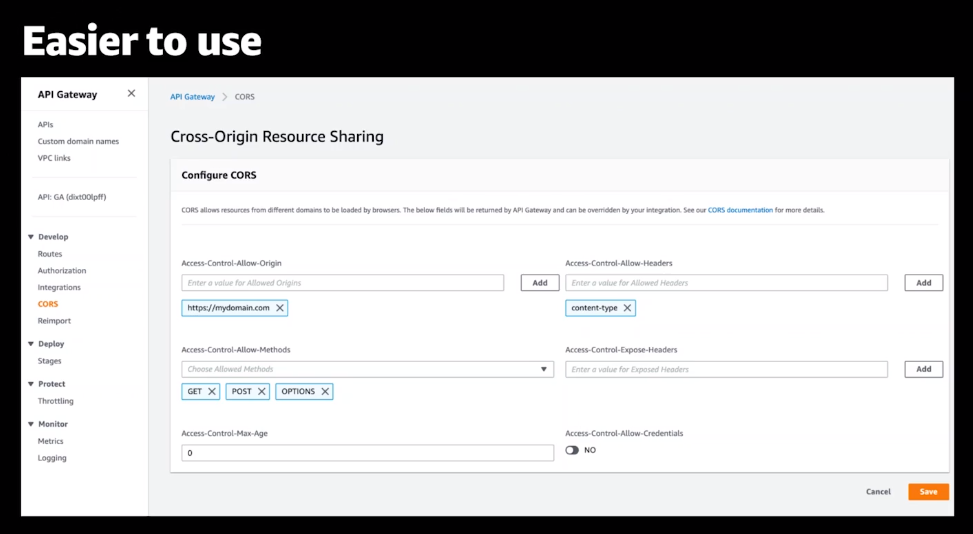 Easier to use
API Gateway
APIs
Custom domain names
VPC links
API: GA (dixt00lpff)
Develop
Routes
Authorization
Integrations
CORS
Reimport
Deploy
Stages
Protect
Throttling
Monitor
Metrics
Logging
API Gateway > CORS
Cross-Origin Resource Sharing
Configure CORS
CORS allows resources from different domains to be loaded by browsers. The below fields will be returned by API Gateway and can be overridden by your integration. See our CORS documentation for more details.
Access-Control-Allow-Origin
Enter a value for Allowed Origins Add
https://mydomain.com
Access-Control-Allow-Headers
Enter a value for Allowed Headers Add
content-type
Access-Control-Allow-Methods
Choose Allowed Methods
GET POST OPTIONS
Access-Control-Expose-Headers
Enter a value for Exposed Headers Add
Access-Control-Max-Age
0
Access-Control-Allow-Credentials
NO
Cancel Save